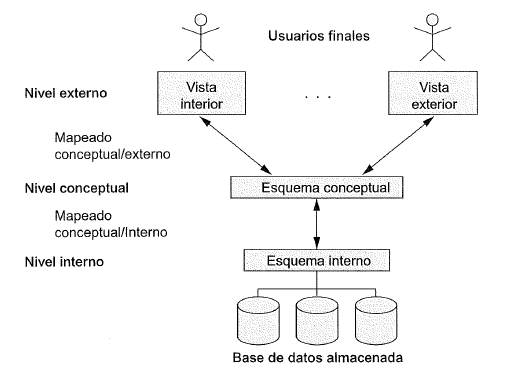 Usuarios finales
Nivel externo
Vista
interior
. . .
Vista
exterior
Mapeado
conceptual/externo
Nivel conceptual
Esquema conceptual
Mapeado
conceptual/Interno
Nivel interno
Esquema interno
Base de datos almacenada